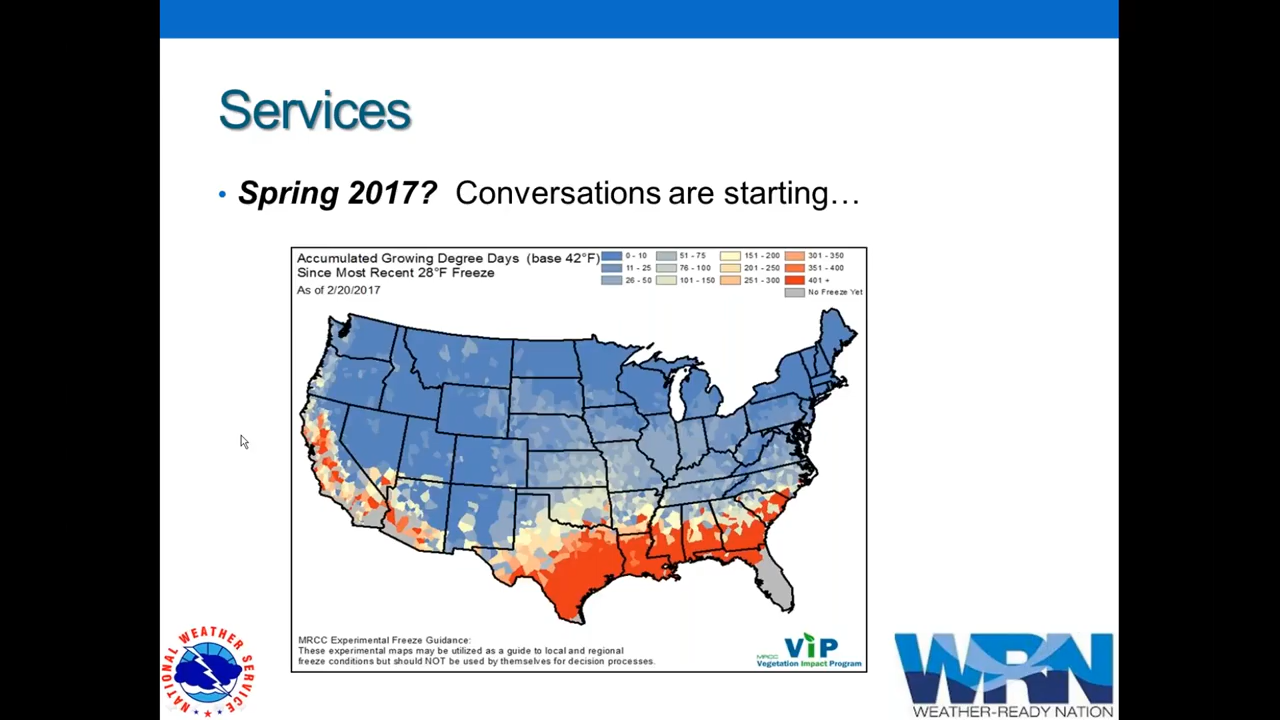 Services
• Spring 2017? Conversations are starting…
Accumulated Growing Degree Days (base 42°F)
Since Most Recent 28°F Freeze
As of 2/20/2017
0 - 10 51 - 75 151 - 200 301 - 350
11 - 25 76 - 100 201 - 250 351 - 400
26 - 50 101 - 150 251 - 300 401 +
No Freeze Yet
MRCC Experimental Freeze Guidance:
These experimental maps may be utilized as a guide to local and regional
freeze conditions but should NOT be used by themselves for decision processes.
MRCC ViP
Vegetation Impact Program
NATIONAL WEATHER SERVICE
WRN
WEATHER-READY NATION